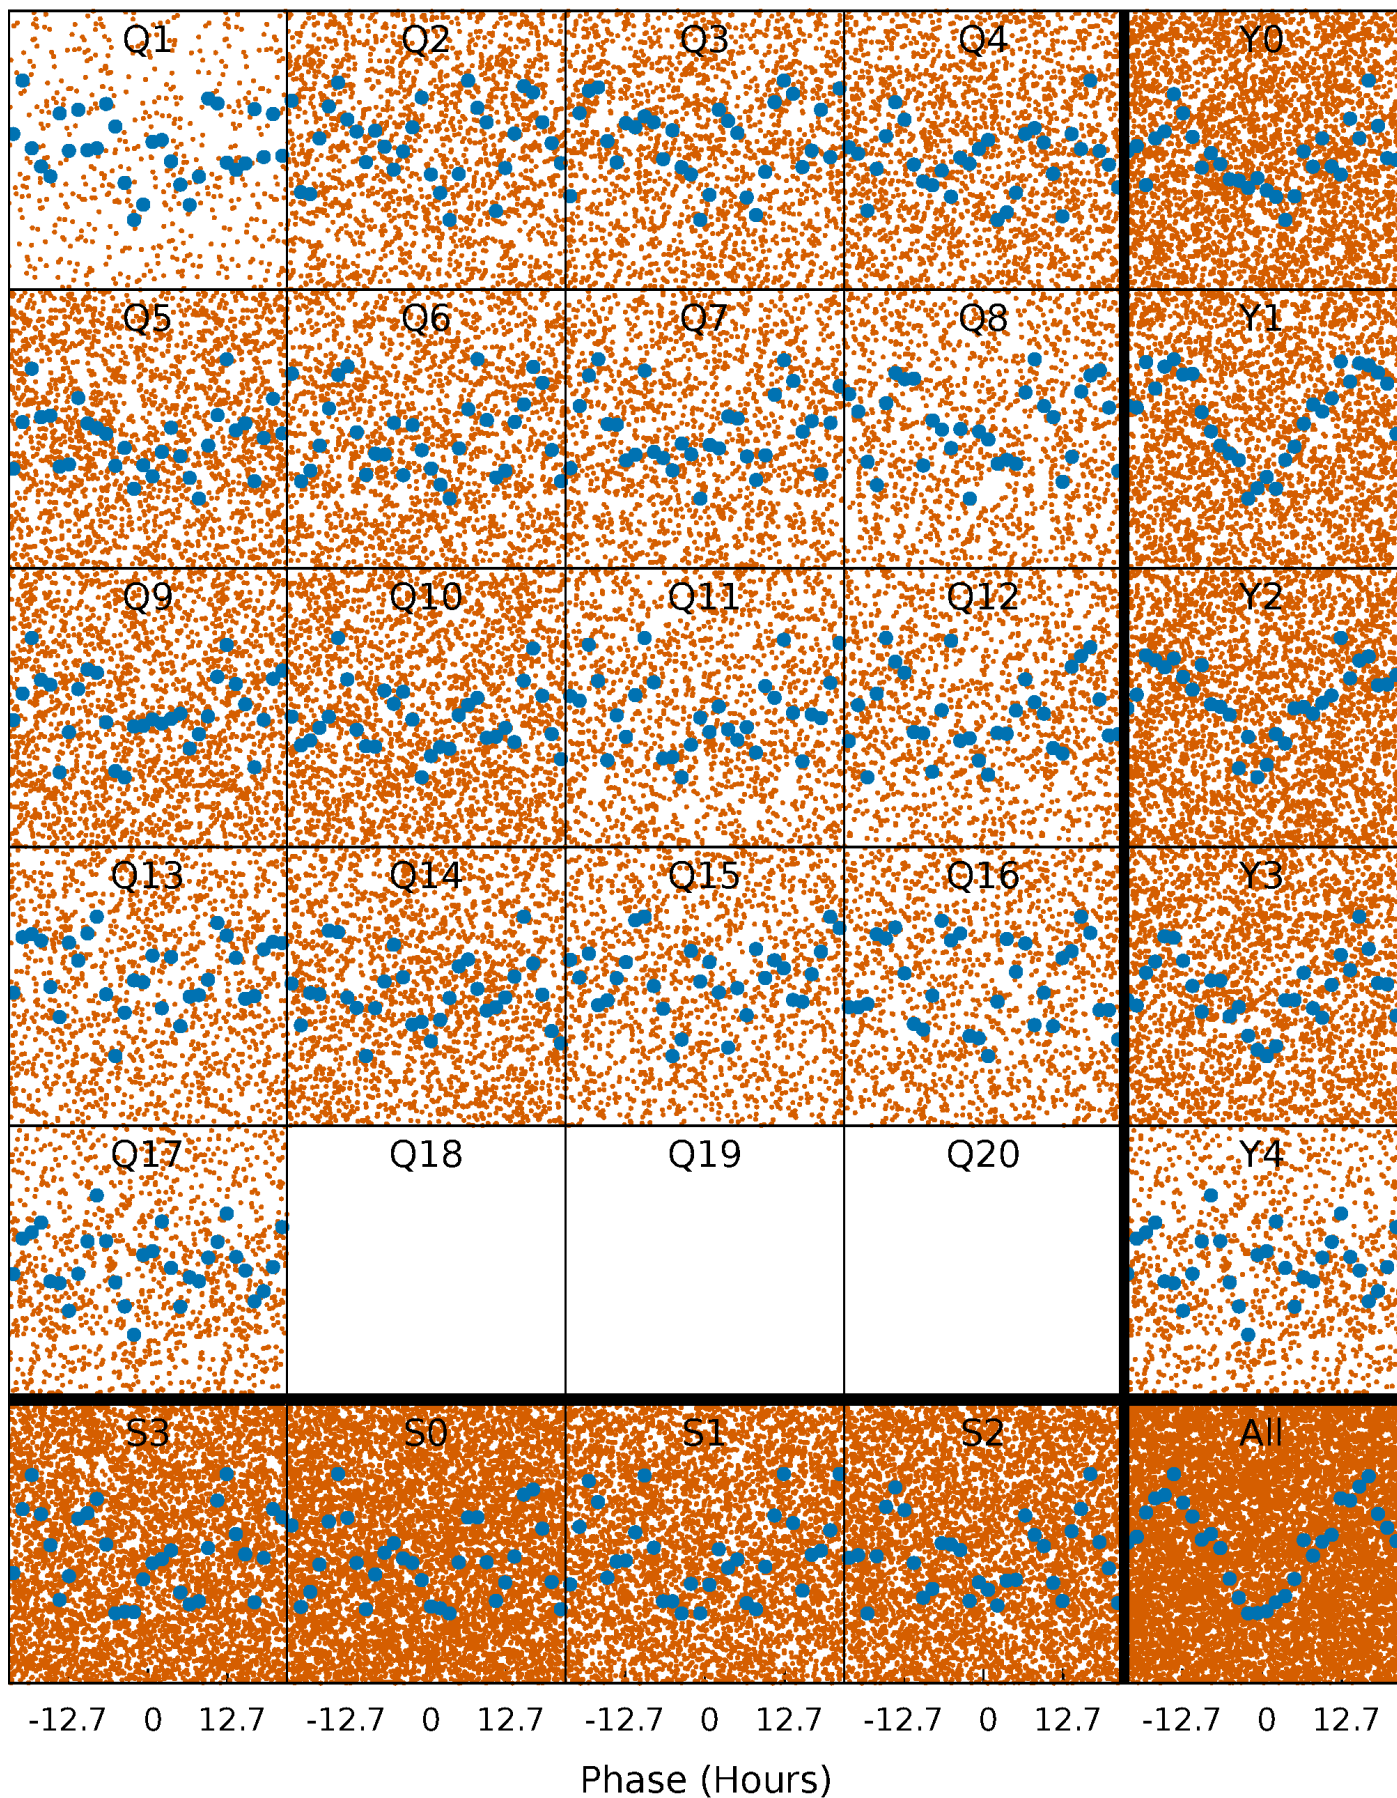 Q1 Q2 Q3 Q4 Y0
Q5 Q6 Q7 Q8 Y1
Q9 Q10 Q11 Q12 Y2
Q13 Q14 Q15 Q16 Y3
Q17 Q18 Q19 Q20 Y4
S3 S0 S1 S2 All
-12.7 0 12.7 -12.7 0 12.7 -12.7 0 12.7 -12.7 0 12.7 -12.7 0 12.7
Phase (Hours)